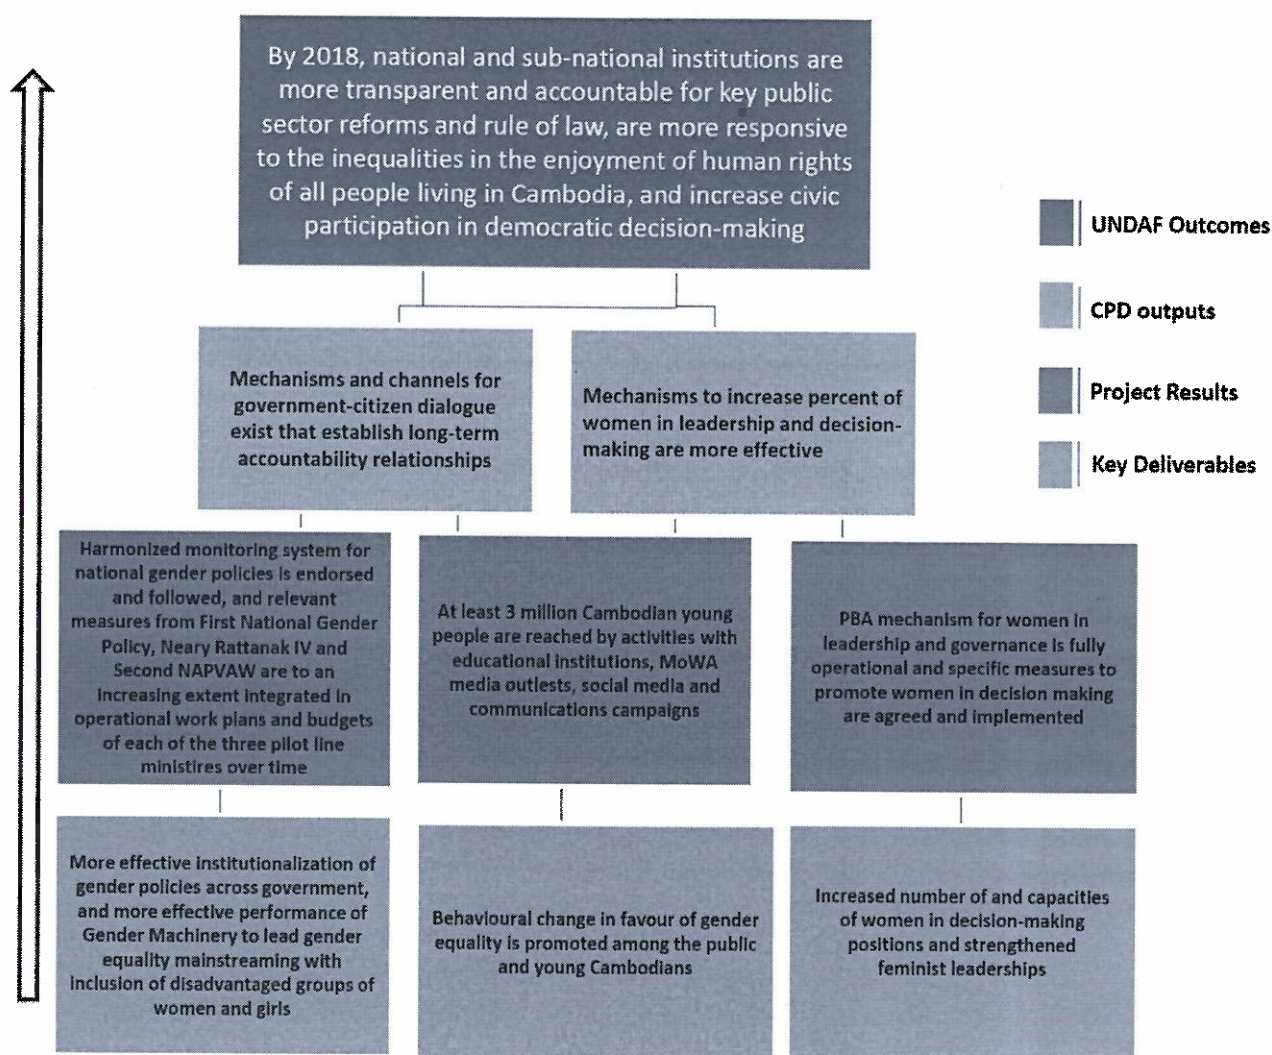 By 2018, national and sub-national institutions are
more transparent and accountable for key public
sector reforms and rule of law, are more responsive
to the inequalities in the enjoyment of human rights
of all people living in Cambodia, and increase civic
participation in democratic decision-making
UNDAF Outcomes
CPD outputs
Project Results
Key Deliverables
Mechanisms and channels for
government-citizen dialogue
exist that establish long-term
accountability relationships
Mechanisms to increase percent of
women in leadership and decision-
making are more effective
Harmonized monitoring system for
national gender policies is endorsed
and followed, and relevant
measures from First National Gender
Policy, Neary Rattanak IV and
Second NAPVAW are to an
increasing extent integrated in
operational work plans and budgets
of each of the three pilot line
ministires over time
At least 3 million Cambodian young
people are reached by activities with
educational institutions, MoWA
media outlests, social media and
communications campaigns
PBA mechanism for women in
leadership and governance is fully
operational and specific measures to
promote women in decision making
are agreed and implemented
More effective institutionalization of
gender policies across government,
and more effective performance of
Gender Machinery to lead gender
equality mainstreaming with
inclusion of disadvantaged groups of
women and girls
Behavioural change in favour of gender
equality is promoted among the public
and young Cambodians
Increased number of and capacities
of women in decision-making
positions and strengthened
feminist leaderships